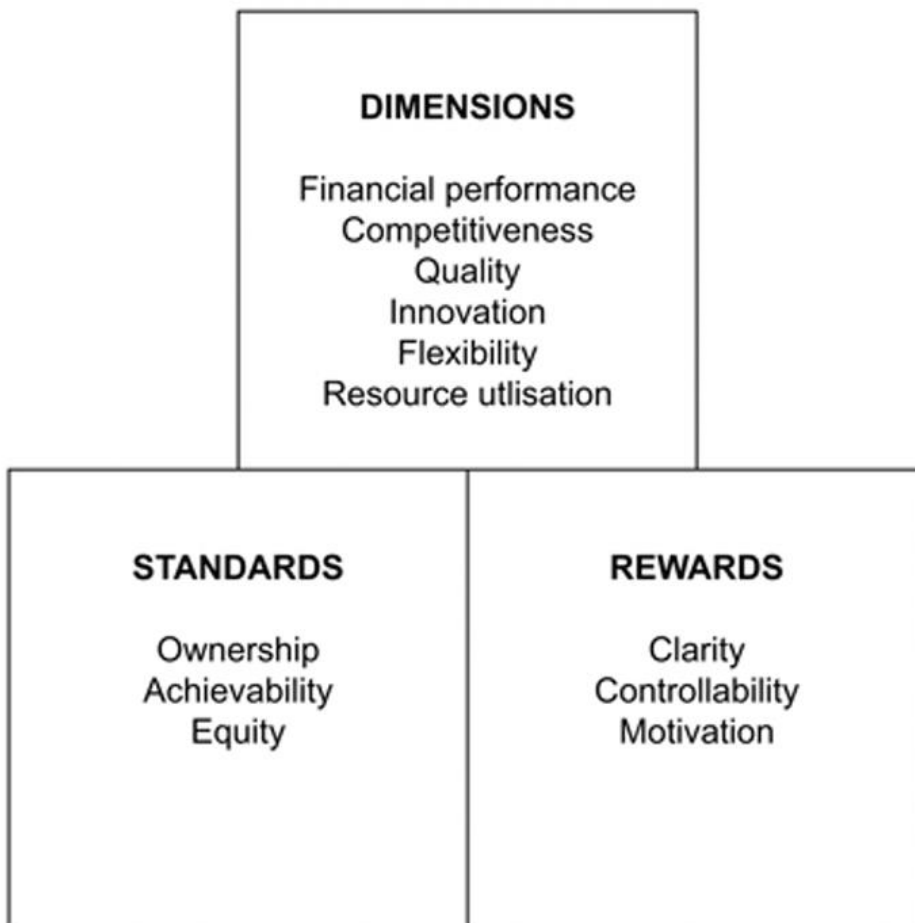 DIMENSIONS
Financial performance
Competitiveness
Quality
Innovation
Flexibility
Resource utlisation
STANDARDS
Ownership
Achievability
Equity
REWARDS
Clarity
Controllability
Motivation